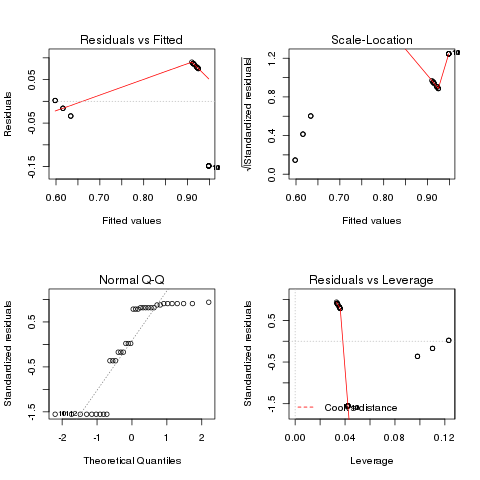 Residuals vs Fitted
Residuals
-0.15
-0.05
0.05
0.60 0.70 0.80 0.90
Fitted values
Scale-Location
√|Standardized residuals|
0.0
0.4
0.8
1.2
0.60 0.70 0.80 0.90
Fitted values
Normal Q-Q
Standardized residuals
-1.5
-0.5
0.5
-2 -1 0 1 2
Theoretical Quantiles
Residuals vs Leverage
Standardized residuals
-1.5
-0.5
0.5
Cook's distance
0.00 0.04 0.08 0.12
Leverage